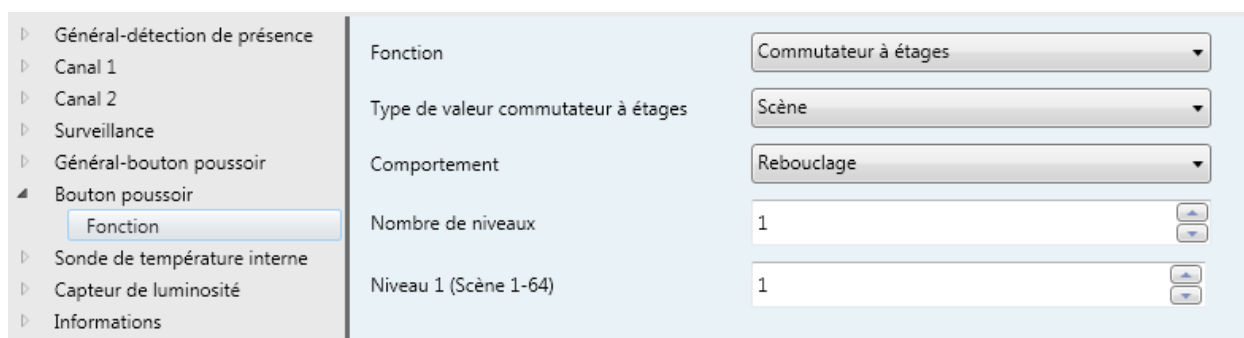 Général-détection de présence
Canal 1
Canal 2
Surveillance
Général-bouton poussoir
Bouton poussoir
Fonction
Sonde de température interne
Capteur de luminosité
Informations
Fonction Commutateur à étages
Type de valeur commutateur à étages Scène
Comportement Rebouclage
Nombre de niveaux 1
Niveau 1 (Scène 1-64) 1